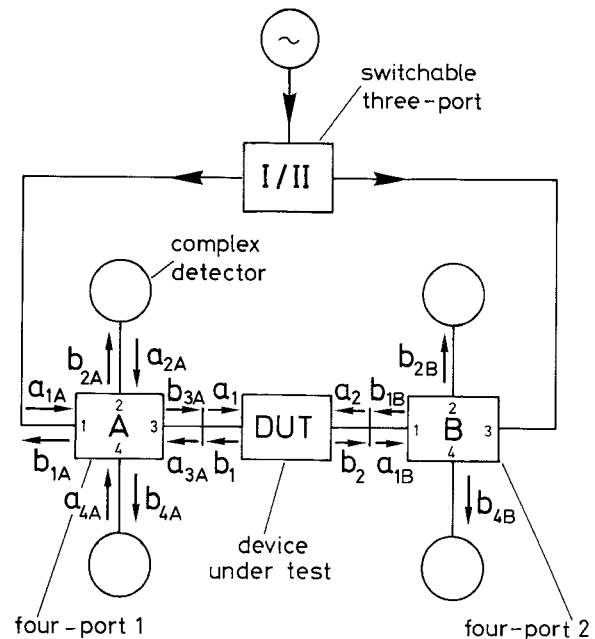 ~
switchable
three-port
I/II
complex
detector
b2A
a2A
b2B
a1A
b3A
a1
a2
b1B
2
1 A 3
4
DUT
2
1 B 3
4
b1A
a3A
b1
b2
a1B
a4A
b4A
b4B
device
under test
four-port 1
four-port 2